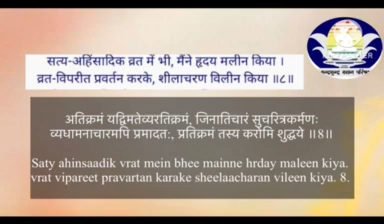 सत्य-अहिंसादिक व्रत में भी, मैंने हृदय मलीन किया ।
व्रत-विपरीत प्रवर्तन करके, शीलाचरण विलीन किया ॥८॥
अतिक्रमं यद्विमतेर्व्यतिक्रमं, जिनातिचारं सुचरित्रकर्मणः
व्यधामनाचारमपि प्रमादतः, प्रतिक्रमं तस्य करोमि शुद्धये ॥8॥
Saty ahinsaadik vrat mein bhee mainne hrday maleen kiya.
vrat vipareet pravartan karake sheelaacharan vileen kiya. 8.